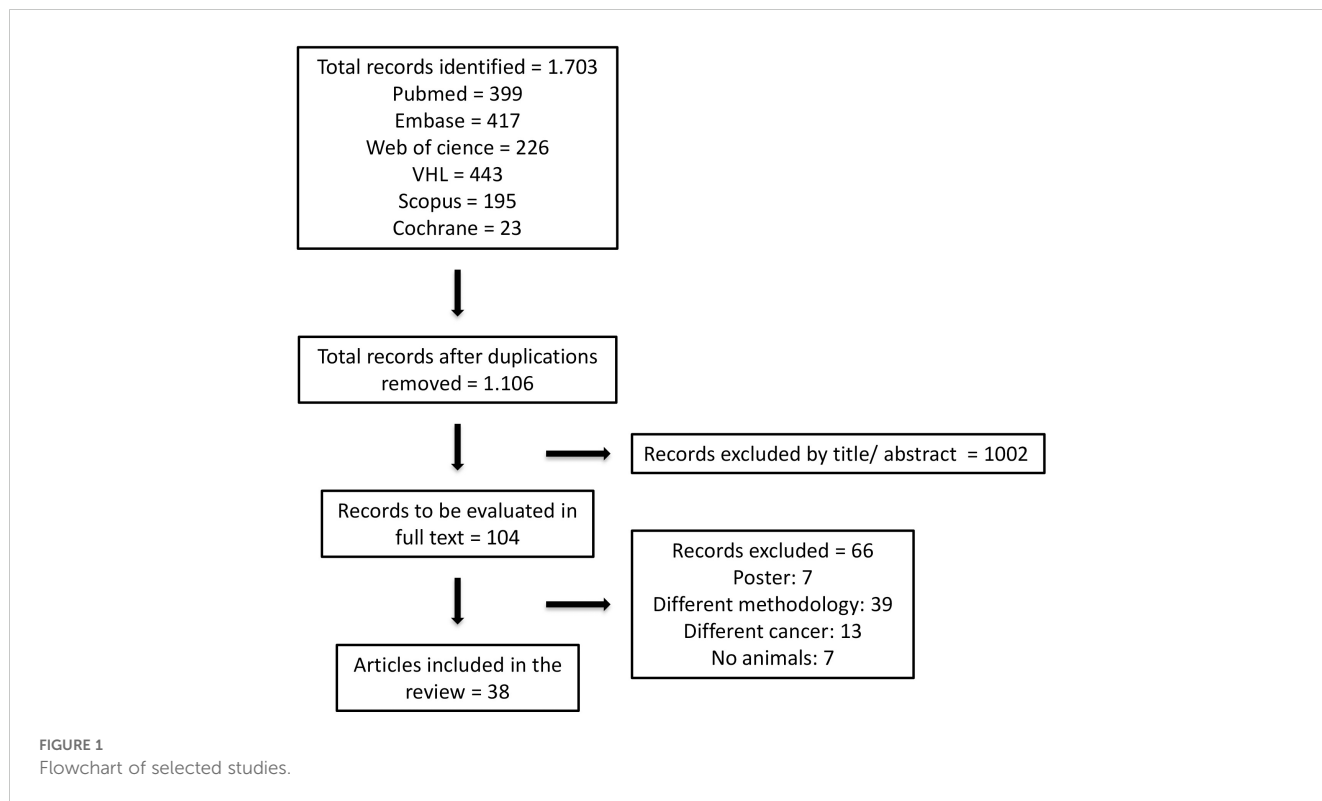 Total records identified = 1.703
Pubmed = 399
Embase = 417
Web of cience = 226
VHL = 443
Scopus = 195
Cochrane = 23
Total records after duplications
removed = 1.106
Records excluded by title/ abstract = 1002
Records to be evaluated in
full text = 104
Records excluded = 66
Poster: 7
Different methodology: 39
Different cancer: 13
No animals: 7
Articles included in the
review = 38
FIGURE 1
Flowchart of selected studies.